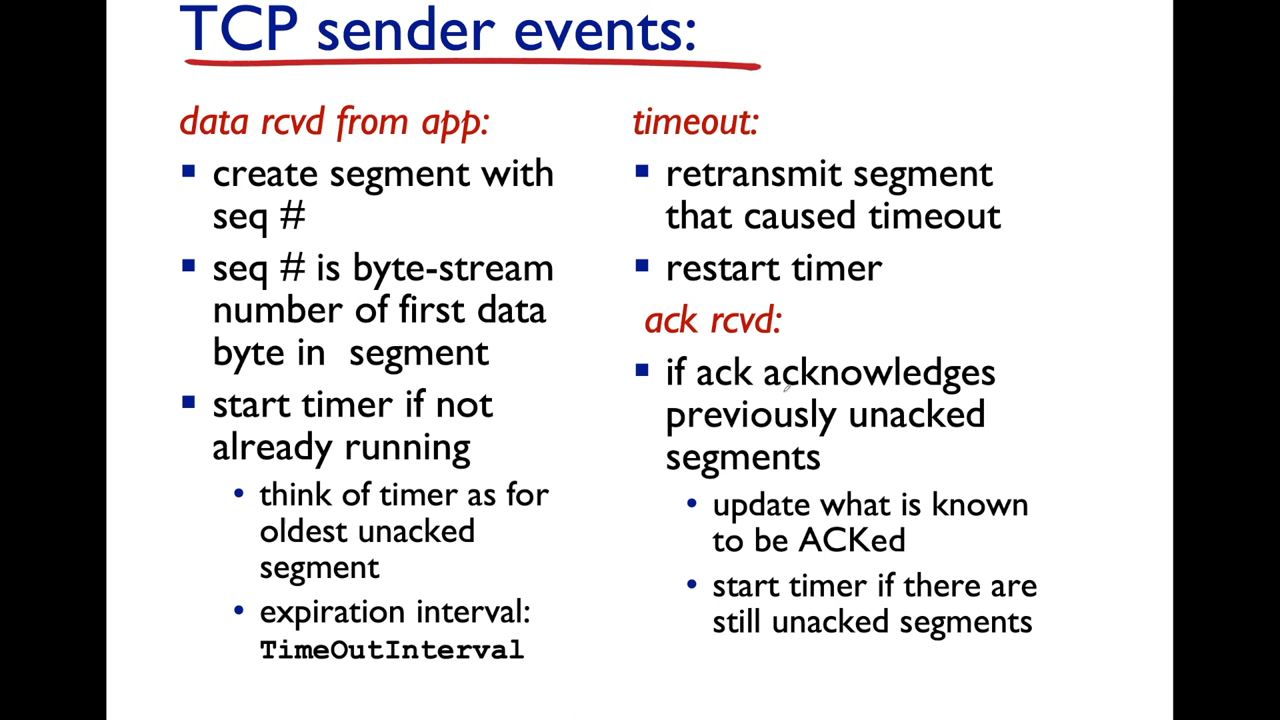 TCP sender events:
data rcvd from app:
▪ create segment with
seq #
▪ seq # is byte-stream
number of first data
byte in segment
▪ start timer if not
already running
• think of timer as for
oldest unacked
segment
• expiration interval:
TimeOutInterval
timeout:
▪ retransmit segment
that caused timeout
▪ restart timer
ack rcvd:
▪ if ack acknowledges
previously unacked
segments
• update what is known
to be ACKed
• start timer if there are
still unacked segments